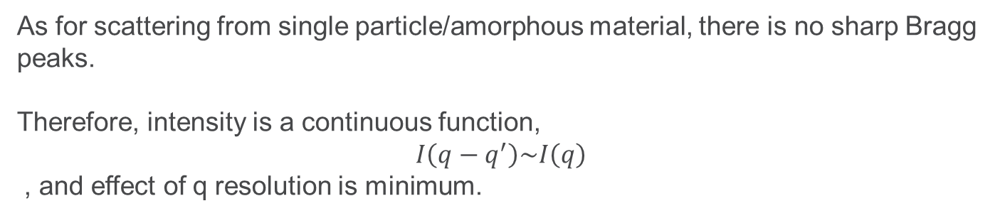 As for scattering from single particle/amorphous material, there is no sharp Bragg
peaks.
Therefore, intensity is a continuous function,
I(q − q′)~I(q)
, and effect of q resolution is minimum.